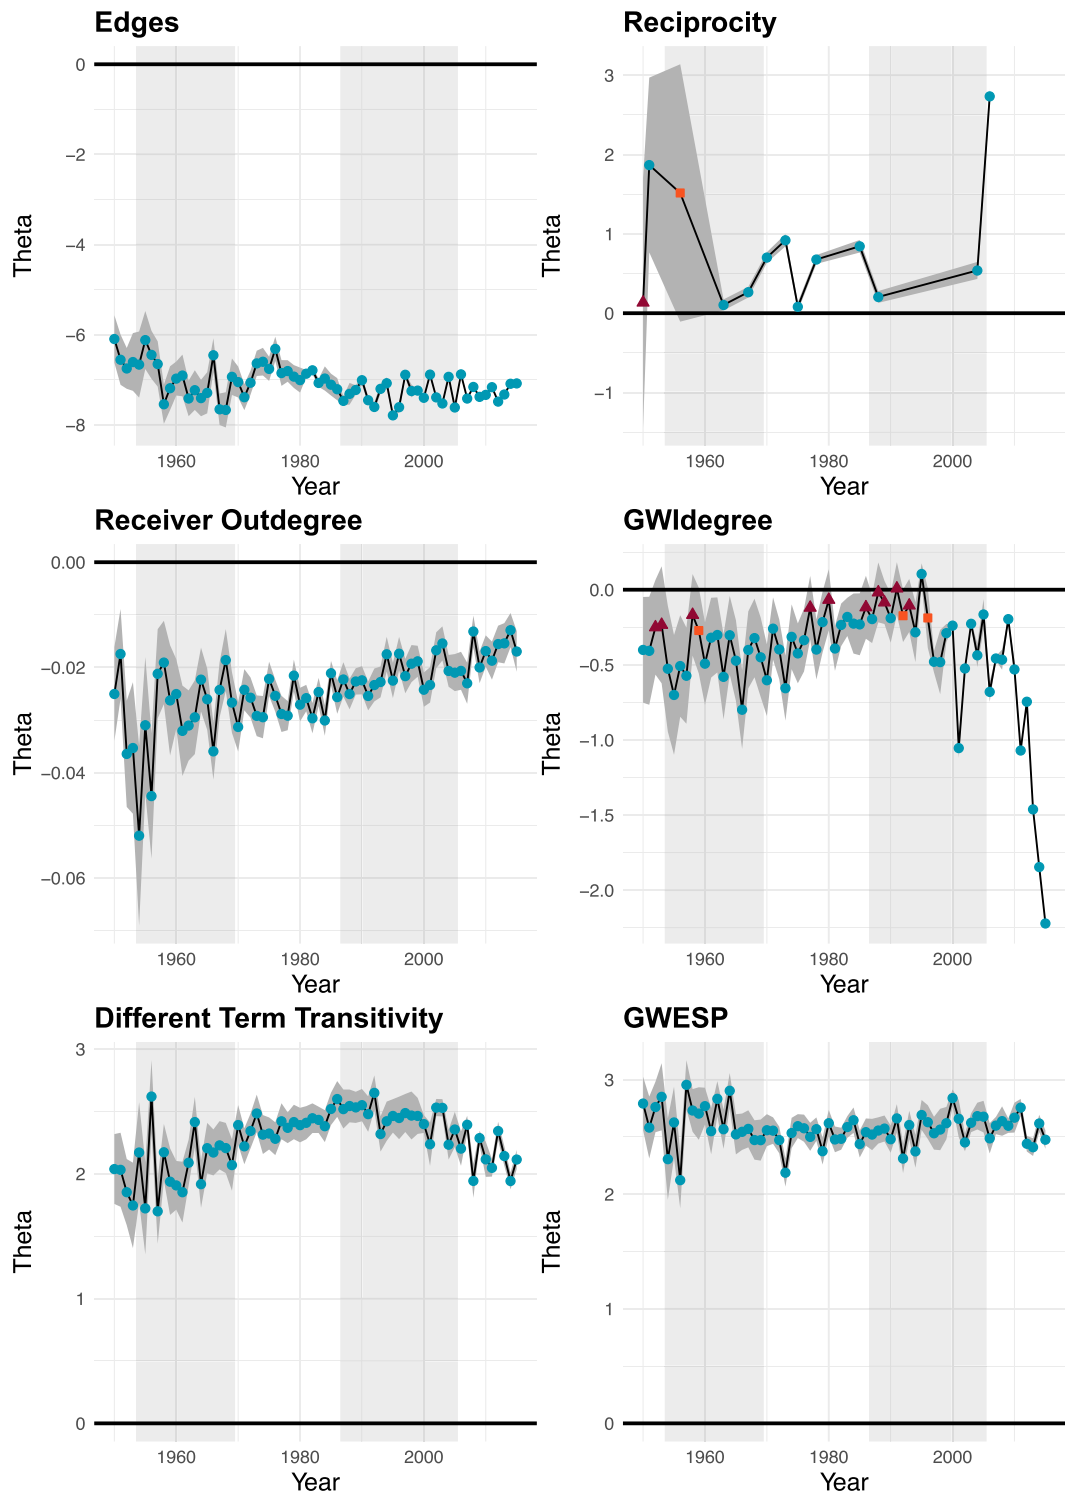 Edges
0
−2
−4
−6
−8
Theta
1960 1980 2000
Year
Reciprocity
3
2
1
0
−1
Theta
1960 1980 2000
Year
Receiver Outdegree
0.00
−0.02
−0.04
−0.06
Theta
1960 1980 2000
Year
GWIdegree
0.0
−0.5
−1.0
−1.5
−2.0
Theta
1960 1980 2000
Year
Different Term Transitivity
3
2
1
0
Theta
1960 1980 2000
Year
GWESP
3
2
1
0
Theta
1960 1980 2000
Year